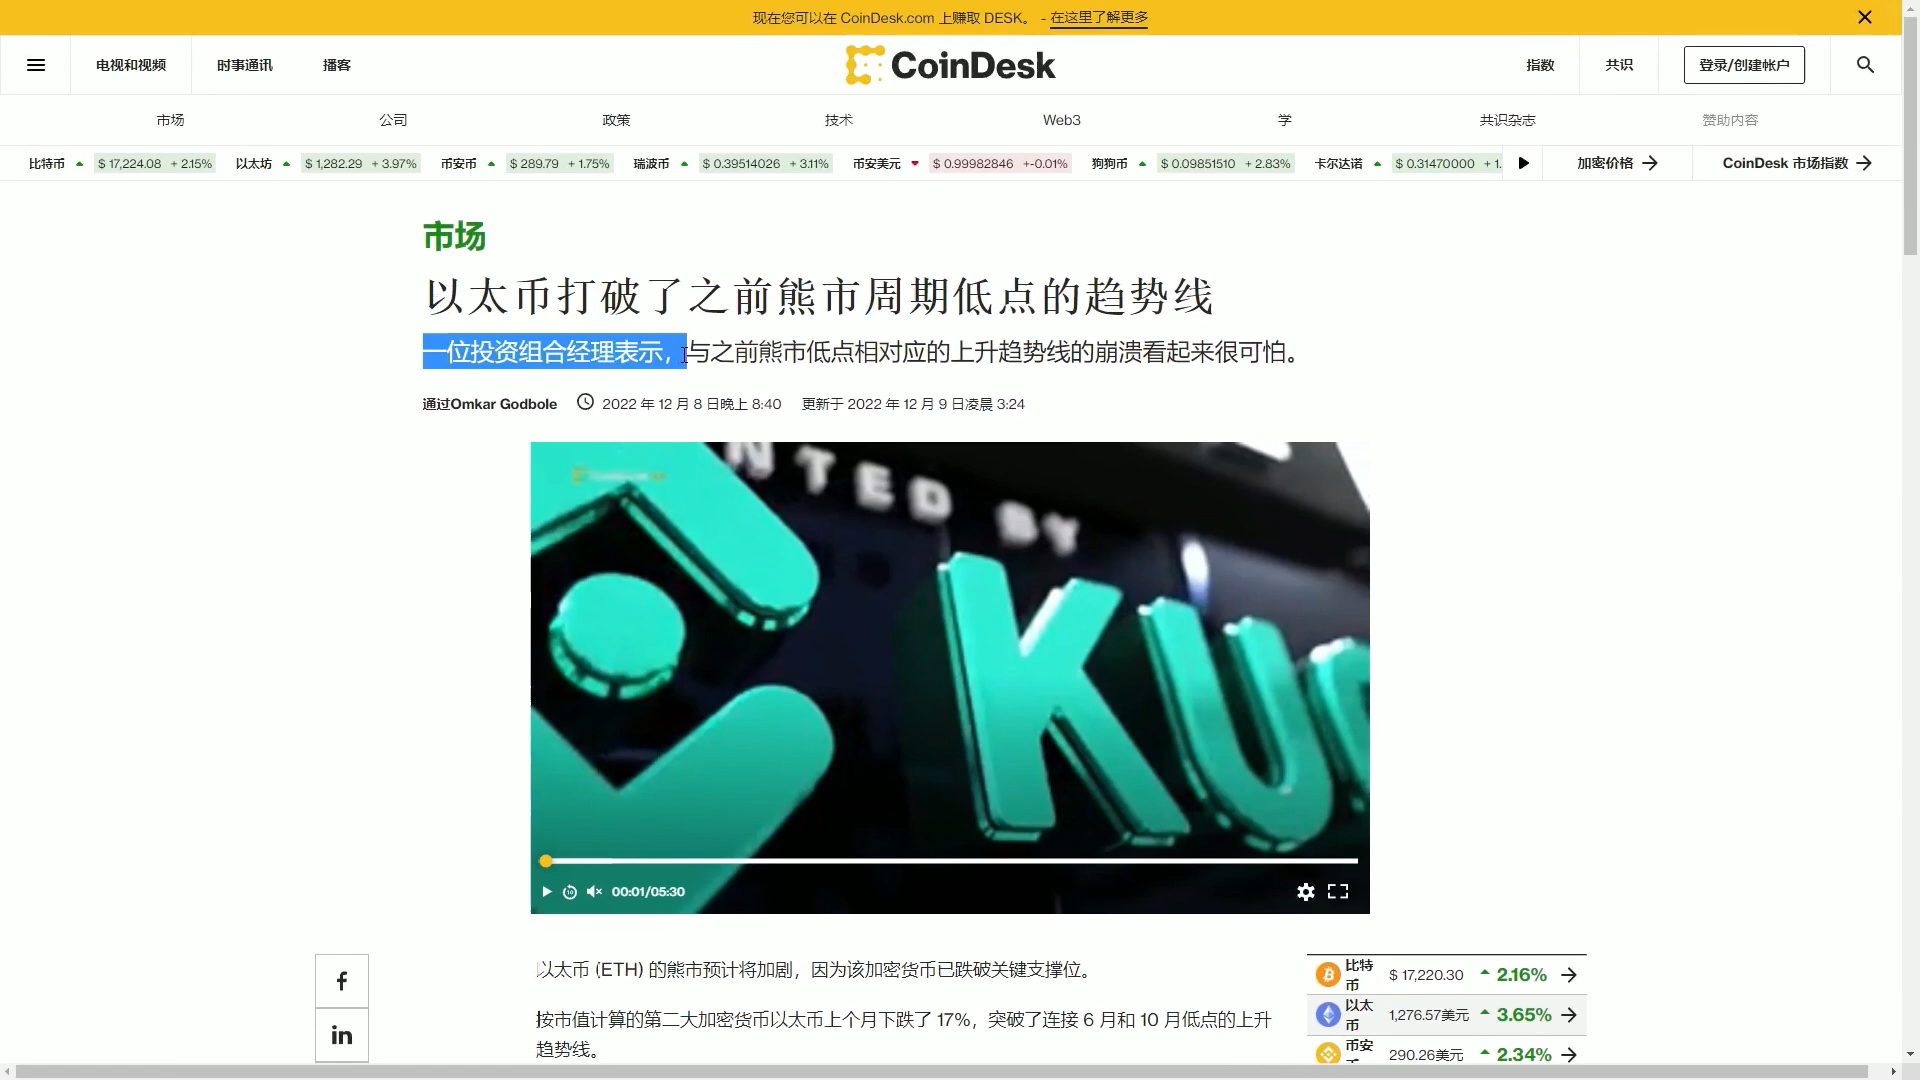 现在您可以在 CoinDesk.com 上赚取 DESK。 - 在这里了解更多
电视和视频 时事通讯 播客 CoinDesk 指数 共识 登录/创建帐户
市场 公司 政策 技术 Web3 学 共识杂志 赞助内容
比特币 $ 17,224.08 + 2.15% 以太坊 $ 1,282.29 + 3.97% 币安币 $ 289.79 + 1.75% 瑞波币 $ 0.39514026 + 3.11% 币安美元 $ 0.99982846 +-0.01% 狗狗币 $ 0.09851510 + 2.83% 卡尔达诺 $ 0.31470000 + 1. 加密价格 CoinDesk 市场指数
市场
以太币打破了之前熊市周期低点的趋势线
一位投资组合经理表示，与之前熊市低点相对应的上升趋势线的崩溃看起来很可怕。
通过Omkar Godbole 2022 年 12 月 8 日晚上 8:40 更新于 2022 年 12 月 9 日凌晨 3:24
NTED BY
KU
00:01/05:30
以太币 (ETH) 的熊市预计将加剧，因为该加密货币已跌破关键支撑位。
按市值计算的第二大加密货币以太币上个月下跌了 17%，突破了连接 6 月和 10 月低点的上升
趋势线。
比特币 $ 17,220.30 2.16%
以太币 1,276.57美元 3.65%
币安 290.26美元 2.34%